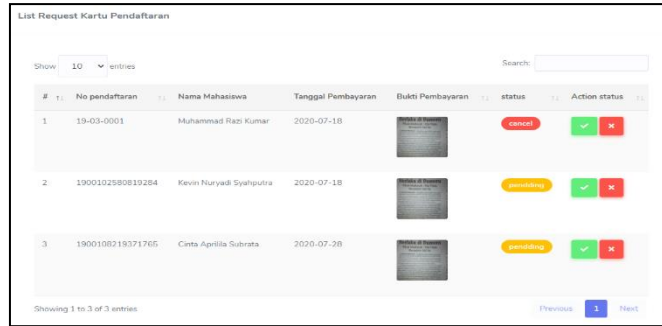 List Request Kartu Pendaftaran
Show 10 entries Search:
# No pendaftaran Nama Mahasiswa Tanggal Pembayaran Bukti Pembayaran status Action status
1 19-03-0001 Muhammad Razi Kumar 2020-07-18 cancel
2 1900102580819284 Kevin Nuryadi Syahputra 2020-07-18 pendding
3 1900108219371765 Cinta Aprilila Subrata 2020-07-28 pendding
Showing 1 to 3 of 3 entries Previous 1 Next